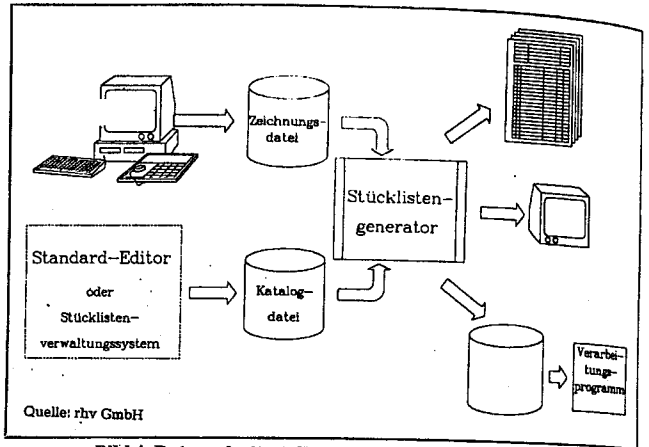 Zeichnungs-
datei
Stücklisten-
generator
Standard-Editor
oder
Stücklisten-
verwaltungssystem
Katalog-
datei
Verarbei-
tungs-
programm
Quelle: rhv GmbH